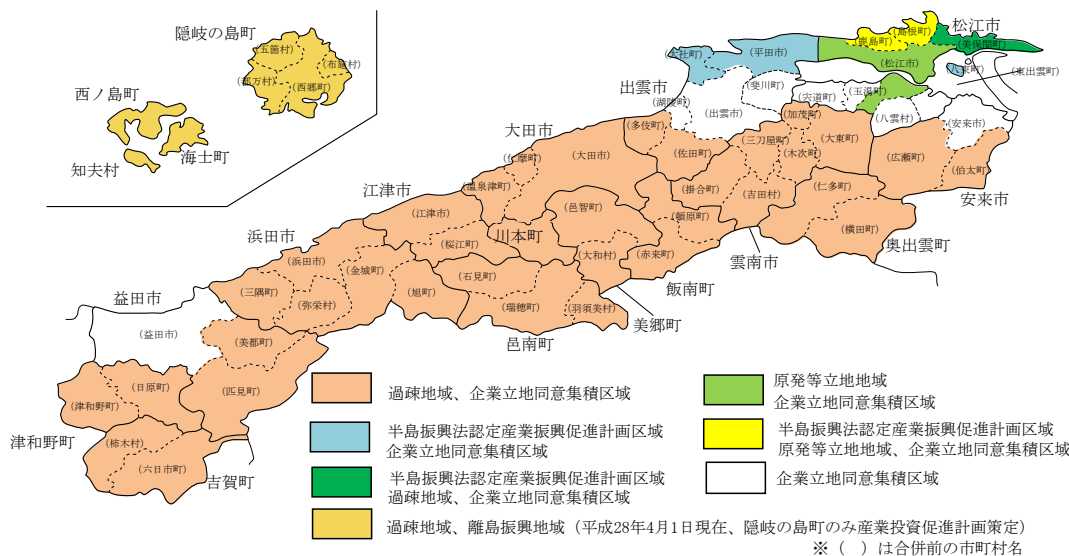 隠岐の島町
(五箇村)
(布施村)
(都万村)
(西郷町)
西ノ島町
海士町
知夫村
松江市
(島根町)
(鹿島町)
(美保関町)
(松江市)
(八束町)
(東出雲町)
(平田市)
(大社町)
出雲市
(斐川町)
(湖陵町)
(出雲市)
(宍道町)
(玉湯町)
(八雲村)
(安来市)
(多伎町)
(佐田町)
(加茂町)
(三刀屋町)
(木次町)
(大東町)
(広瀬町)
(伯太町)
安来市
大田市
(大田市)
(仁摩町)
(温泉津町)
(掛合町)
(吉田村)
(仁多町)
(横田町)
奥出雲町
雲南市
江津市
(江津市)
(桜江町)
川本町
(邑智町)
(大和村)
(頓原町)
(赤来町)
飯南町
美郷町
浜田市
(浜田市)
(金城町)
(三隅町)
(弥栄村)
(旭町)
(石見町)
(瑞穂町)
(羽須美村)
邑南町
益田市
(益田市)
(美都町)
(匹見町)
(日原町)
(津和野町)
津和野町
(柿木村)
(六日市町)
吉賀町
過疎地域、企業立地同意集積区域
半島振興法認定産業振興促進計画区域
企業立地同意集積区域
半島振興法認定産業振興促進計画区域
過疎地域、企業立地同意集積区域
過疎地域、離島振興地域（平成28年4月1日現在、隠岐の島町のみ産業投資促進計画策定）
原発等立地地域
企業立地同意集積区域
半島振興法認定産業振興促進計画区域
原発等立地地域、企業立地同意集積区域
企業立地同意集積区域
※（　）は合併前の市町村名